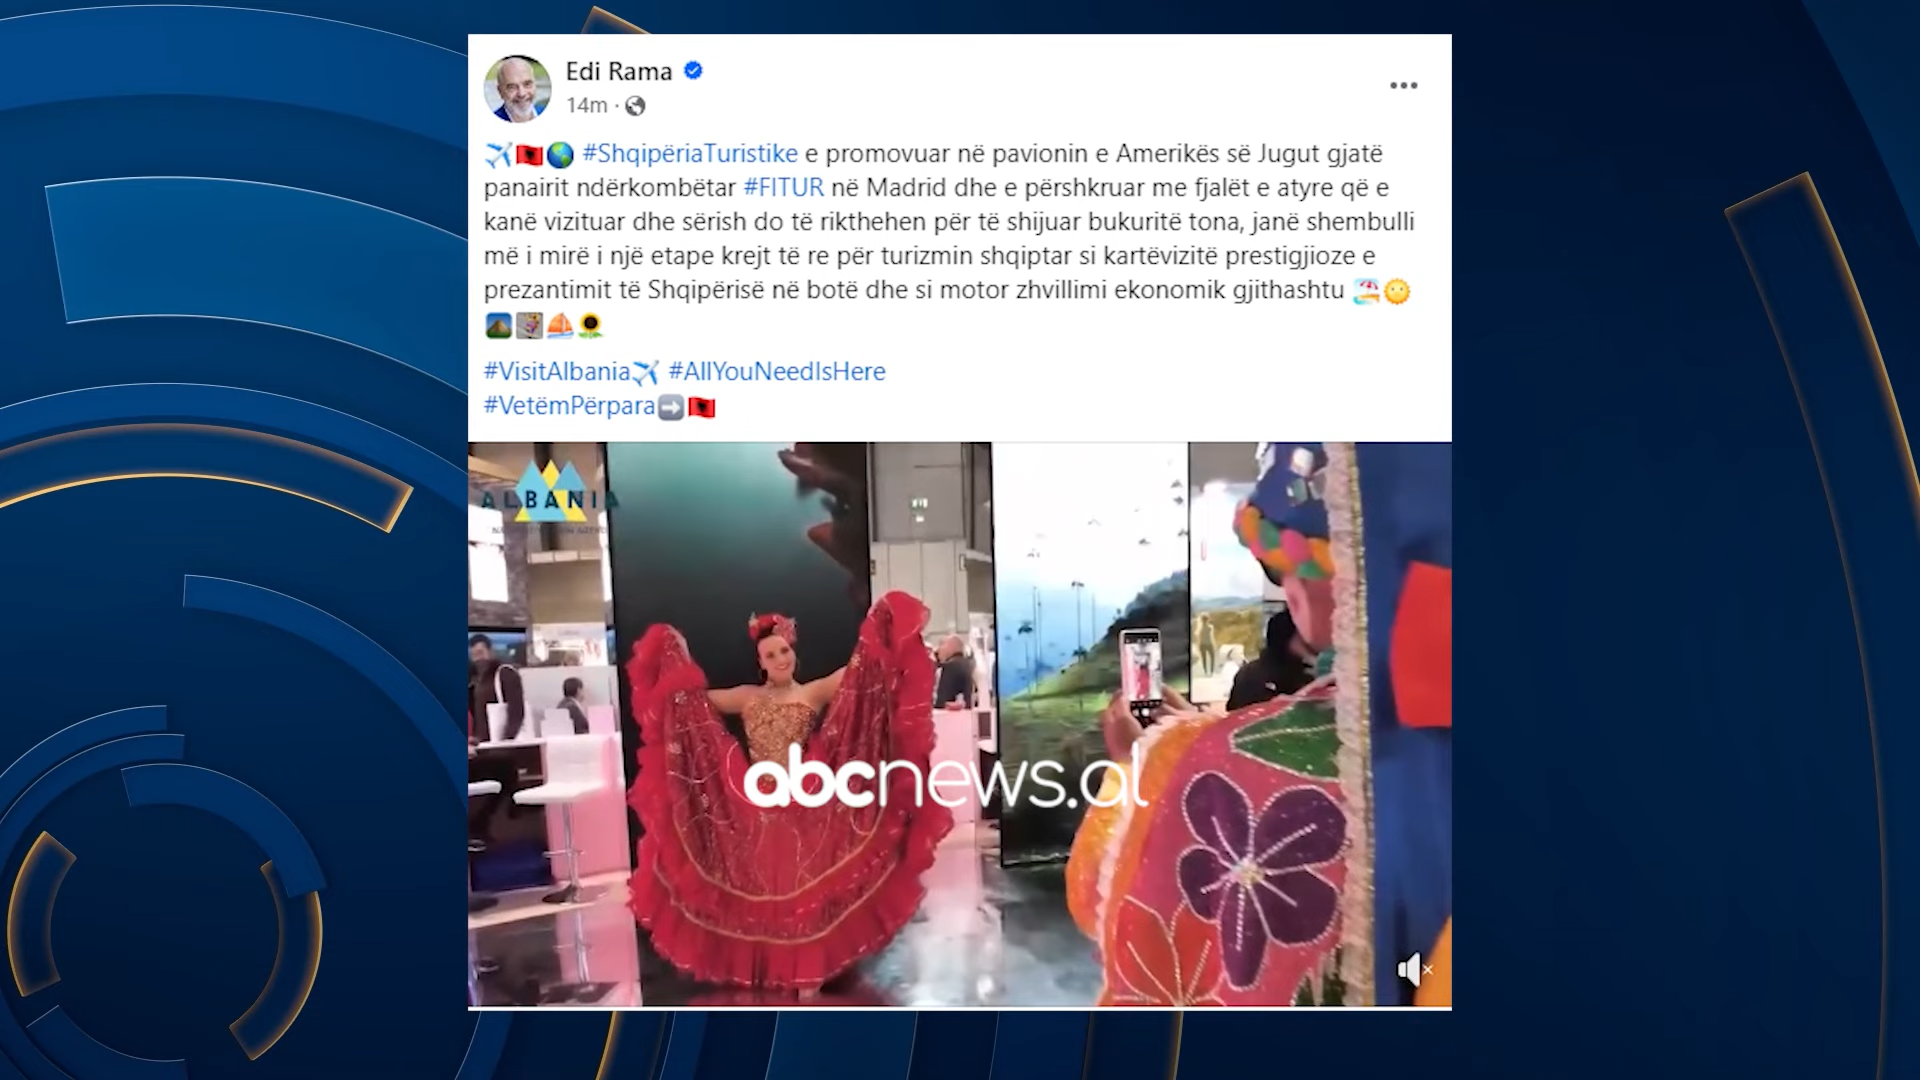 Edi Rama
14m ·
#ShqipëriaTuristike e promovuar në pavionin e Amerikës së Jugut gjatë
panairit ndërkombëtar #FITUR në Madrid dhe e përshkruar me fjalët e atyre që e
kanë vizituar dhe sërish do të rikthehen për të shijuar bukuritë tona, janë shembulli
më i mirë i një etape krejt të re për turizmin shqiptar si kartëvizitë prestigjioze e
prezantimit të Shqipërisë në botë dhe si motor zhvillimi ekonomik gjithashtu
#VisitAlbania #AllYouNeedIsHere
#VetëmPërpara
ALBANIA
abcnews.al